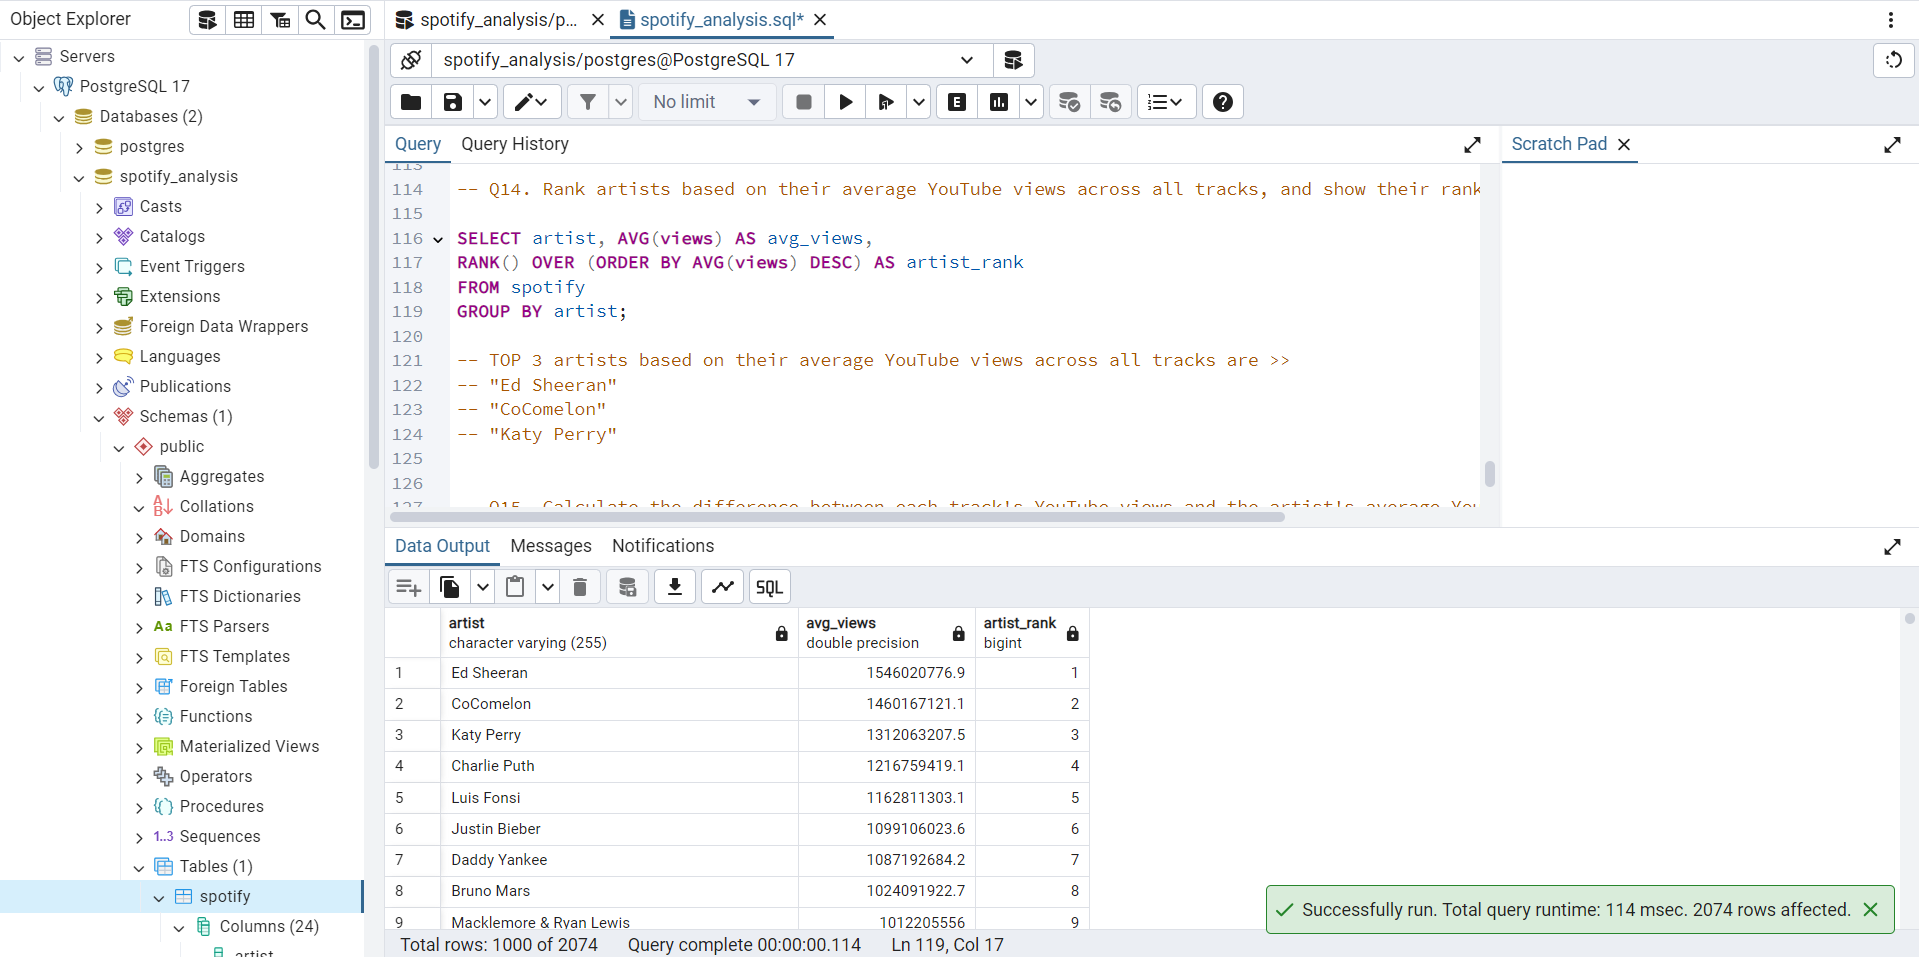 Object Explorer
Servers
PostgreSQL 17
Databases (2)
postgres
spotify_analysis
Casts
Catalogs
Event Triggers
Extensions
Foreign Data Wrappers
Languages
Publications
Schemas (1)
public
Aggregates
Collations
Domains
FTS Configurations
FTS Dictionaries
Aa FTS Parsers
FTS Templates
Foreign Tables
Functions
Materialized Views
Operators
Procedures
1..3 Sequences
Tables (1)
spotify
Columns (24)
artist
spotify_analysis/p...
spotify_analysis.sql*
spotify_analysis/postgres@PostgreSQL 17
No limit
E
Query Query History
113
114 -- Q14. Rank artists based on their average YouTube views across all tracks, and show their rank
115
116 SELECT artist, AVG(views) AS avg_views,
117 RANK() OVER (ORDER BY AVG(views) DESC) AS artist_rank
118 FROM spotify
119 GROUP BY artist;
120
121 -- TOP 3 artists based on their average YouTube views across all tracks are >>
122 -- "Ed Sheeran"
123 -- "CoComelon"
124 -- "Katy Perry"
125
126
127 Q15. Calculate the difference between each track's YouTube views and the artist's average You
Scratch Pad
Data Output Messages Notifications
SQL
artist avg_views artist_rank
character varying (255) double precision bigint
1 Ed Sheeran 1546020776.9 1
2 CoComelon 1460167121.1 2
3 Katy Perry 1312063207.5 3
4 Charlie Puth 1216759419.1 4
5 Luis Fonsi 1162811303.1 5
6 Justin Bieber 1099106023.6 6
7 Daddy Yankee 1087192684.2 7
8 Bruno Mars 1024091922.7 8
9 Macklemore & Ryan Lewis 1012205556 9
Successfully run. Total query runtime: 114 msec. 2074 rows affected.
Total rows: 1000 of 2074 Query complete 00:00:00.114 Ln 119, Col 17